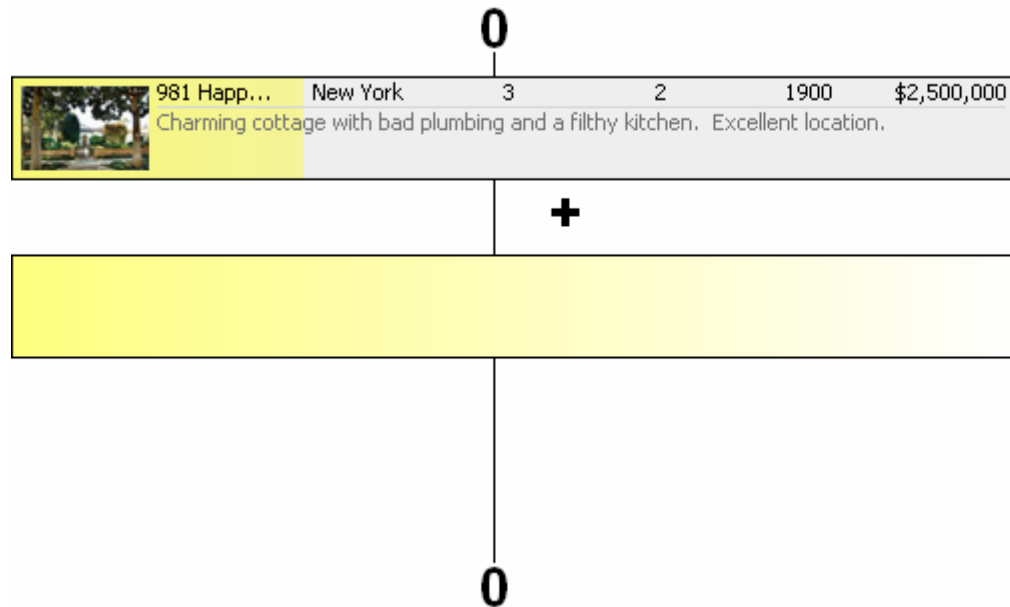 0
981 Happ... New York 3 2 1900 $2,500,000
Charming cottage with bad plumbing and a filthy kitchen. Excellent location.
+
0